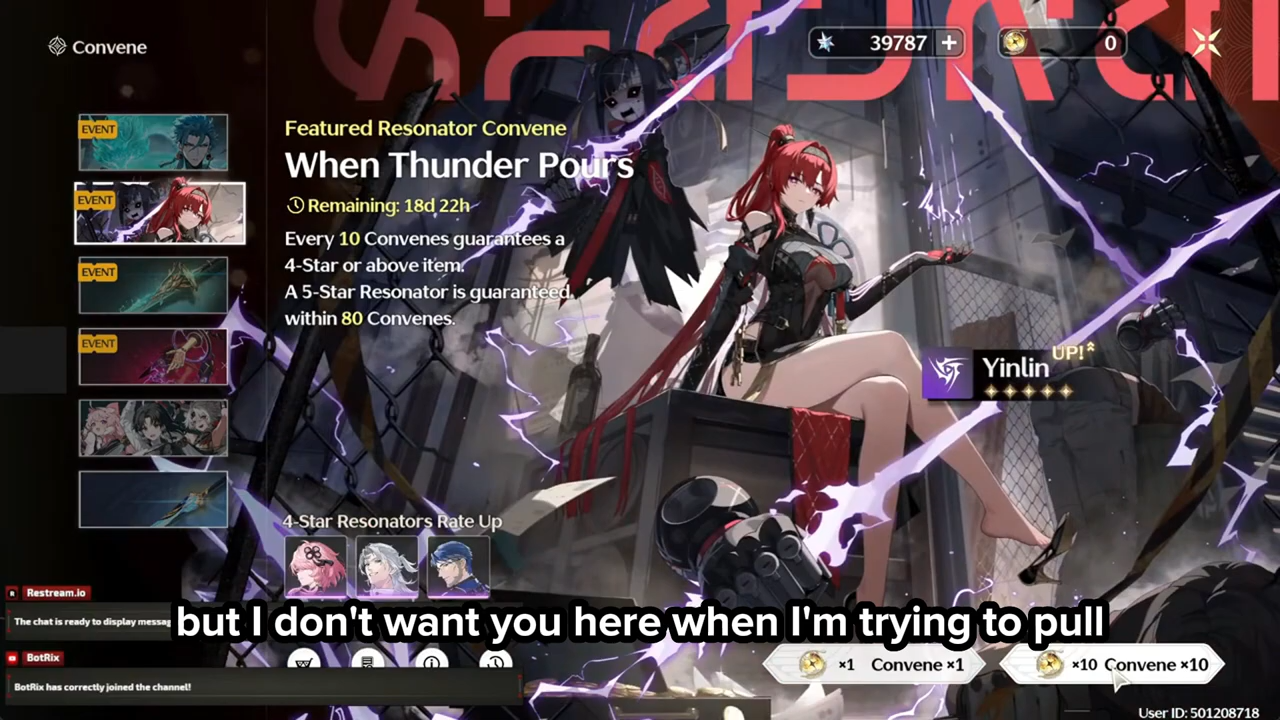 Convene
39787
0
EVENT
EVENT
EVENT
EVENT
Featured Resonator Convene
When Thunder Pours
Remaining: 18d 22h
Every 10 Convenes guarantees a
4-Star or above item.
A 5-Star Resonator is guaranteed
within 80 Convenes.
UP!
Yinlin
4-Star Resonators Rate Up
Restream.io
The chat is ready to display
but I don't want you here when I'm trying to pull
BotRix
BotRix has correctly joined the channel!
×1 Convene ×1
×10 Convene ×10
User ID: 501208718